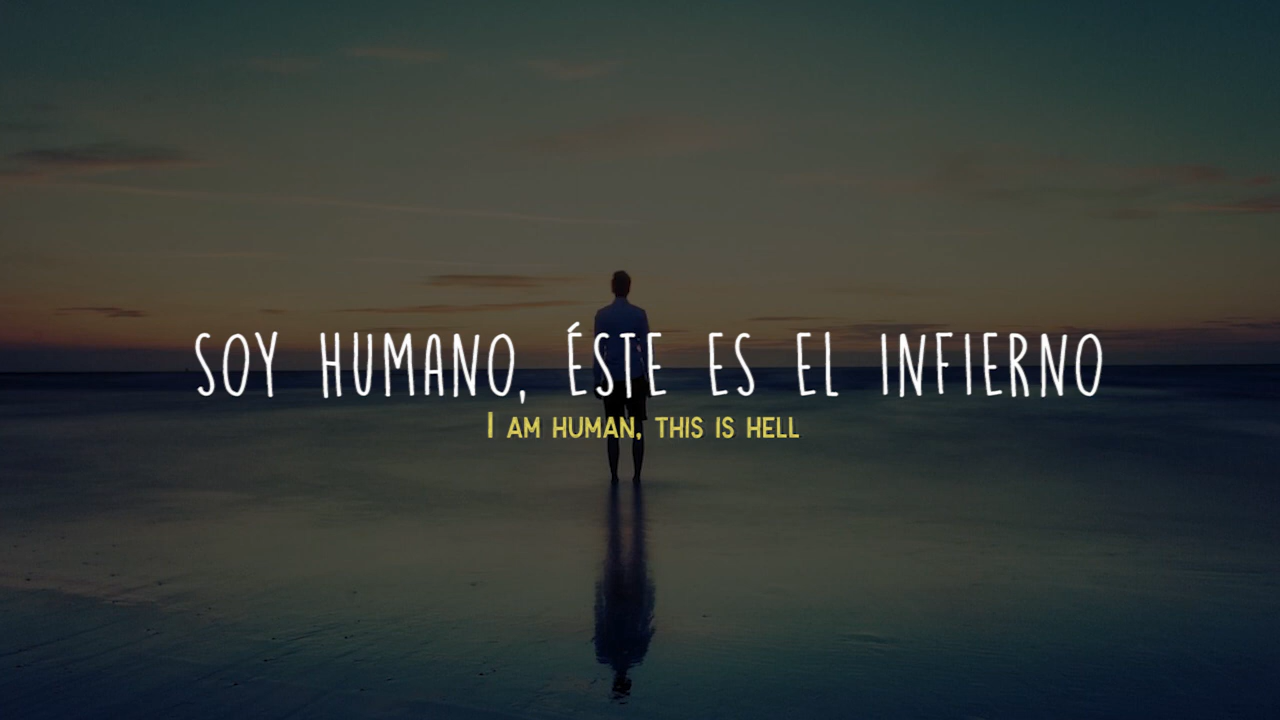 SOY HUMANO, ÉSTE ES EL INFIERNO
I AM HUMAN, THIS IS HELL